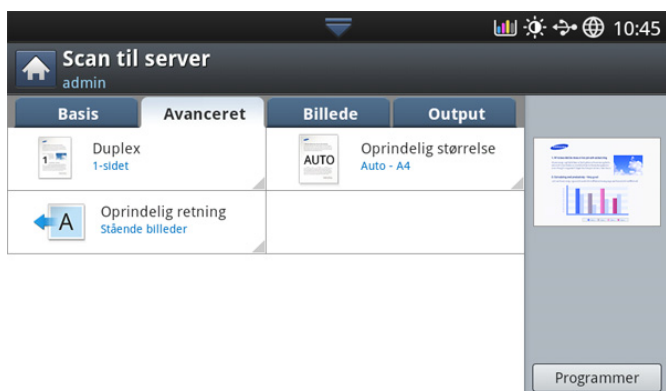 10:45
Scan til server
admin
Basis
Avanceret
Billede
Output
Duplex
1-sidet
AUTO
Oprindelig størrelse
Auto - A4
A
Oprindelig retning
Stående billeder
Programmer